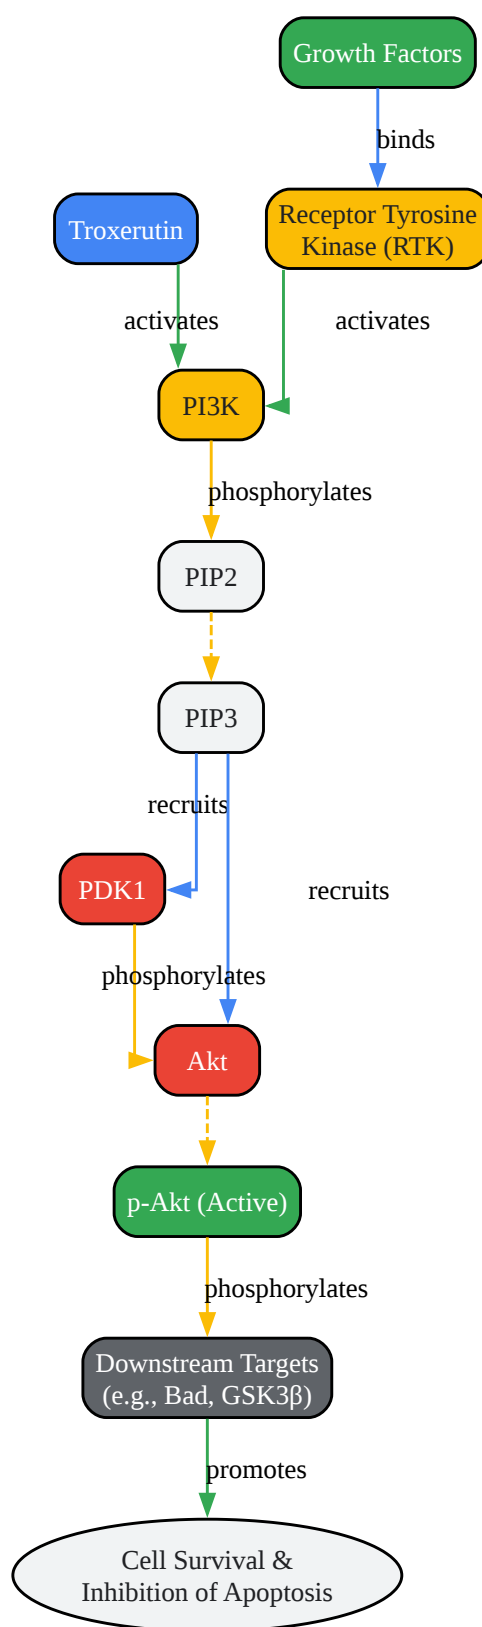 Growth Factors
binds
Troxerutin
Receptor Tyrosine
Kinase (RTK)
activates
activates
PI3K
phosphorylates
PIP2
PIP3
recruits
PDK1
recruits
phosphorylates
Akt
p-Akt (Active)
phosphorylates
Downstream Targets
(e.g., Bad, GSK3β)
promotes
Cell Survival &
Inhibition of Apoptosis